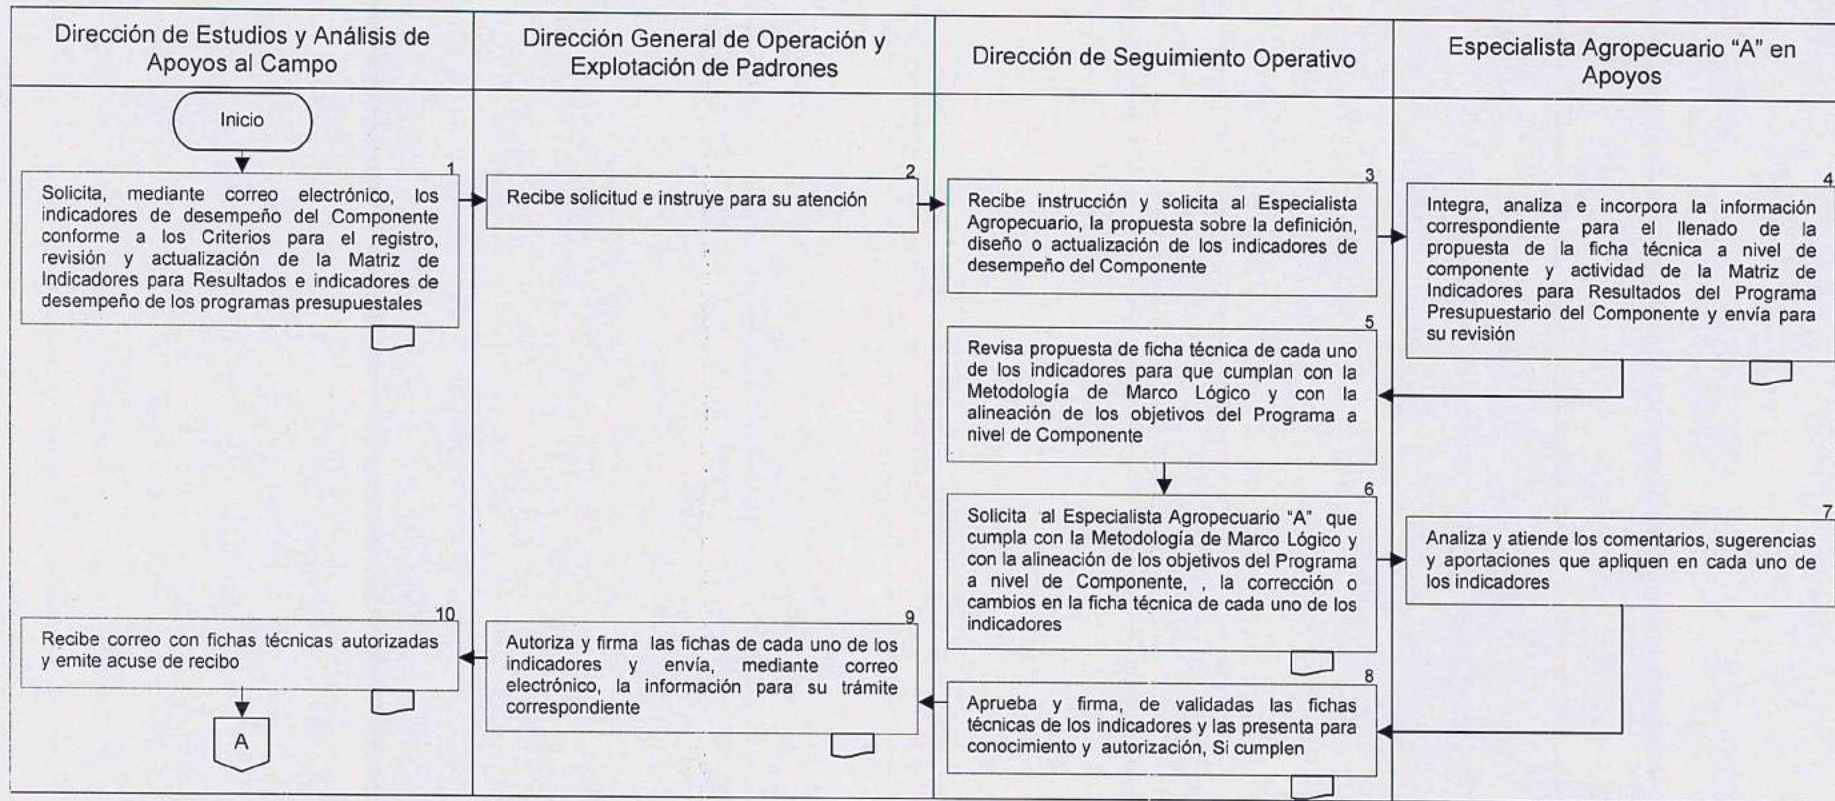 Dirección de Estudios y Análisis de
Apoyos al Campo
Dirección General de Operación y
Explotación de Padrones
Dirección de Seguimiento Operativo
Especialista Agropecuario "A" en
Apoyos
Inicio
1
Solicita, mediante correo electrónico, los
indicadores de desempeño del Componente
conforme a los Criterios para el registro,
revisión y actualización de la Matriz de
Indicadores para Resultados e indicadores de
desempeño de los programas presupuestales
2
Recibe solicitud e instruye para su atención
3
Recibe instrucción y solicita al Especialista
Agropecuario, la propuesta sobre la definición,
diseño o actualización de los indicadores de
desempeño del Componente
4
Integra, analiza e incorpora la información
correspondiente para el llenado de la
propuesta de la ficha técnica a nivel de
componente y actividad de la Matriz de
Indicadores para Resultados del Programa
Presupuestario del Componente y envía para
su revisión
5
Revisa propuesta de ficha técnica de cada uno
de los indicadores para que cumplan con la
Metodología de Marco Lógico y con la
alineación de los objetivos del Programa a
nivel de Componente
6
Solicita al Especialista Agropecuario "A" que
cumpla con la Metodología de Marco Lógico y
con la alineación de los objetivos del Programa
a nivel de Componente, , la corrección o
cambios en la ficha técnica de cada uno de los
indicadores
7
Analiza y atiende los comentarios, sugerencias
y aportaciones que apliquen en cada uno de
los indicadores
8
Aprueba y firma, de validadas las fichas
técnicas de los indicadores y las presenta para
conocimiento y autorización, Si cumplen
9
Autoriza y firma las fichas de cada uno de los
indicadores y envía, mediante correo
electrónico, la información para su trámite
correspondiente
10
Recibe correo con fichas técnicas autorizadas
y emite acuse de recibo
A